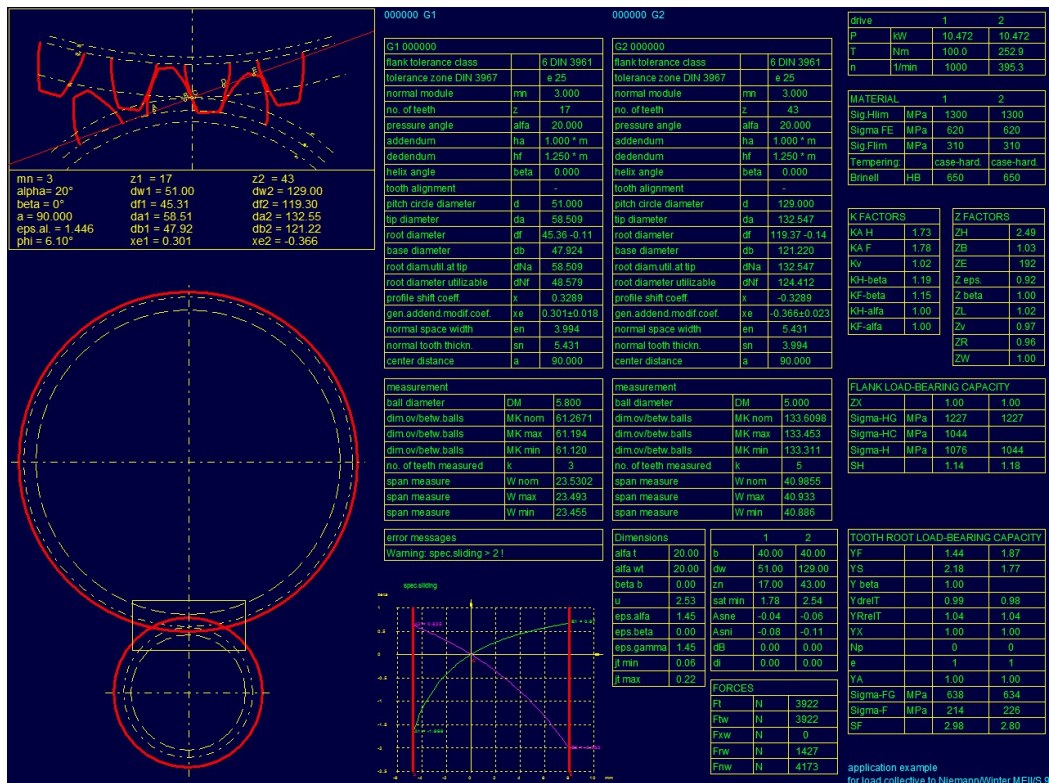 000000 G1
000000 G2
mn = 3 z1 = 17 z2 = 43
alpha= 20° dw1 = 51.00 dw2 = 129.00
beta = 0° df1 = 45.31 df2 = 119.30
a = 90.000 da1 = 58.51 da2 = 132.55
eps.al. = 1.446 db1 = 47.92 db2 = 121.22
phi = 6.10° xe1 = 0.301 xe2 = -0.366
G1 000000
flank tolerance class 6 DIN 3961
tolerance zone DIN 3967 e 25
normal module mn 3.000
no. of teeth z 17
pressure angle alfa 20.000
addendum ha 1.000 * m
dedendum hf 1.250 * m
helix angle beta 0.000
tooth alignment -
pitch circle diameter d 51.000
tip diameter da 58.509
root diameter df 45.36 -0.11
base diameter db 47.924
root diam.util.at tip dNa 58.509
root diameter utilizable dNf 48.579
profile shift coeff. x 0.3289
gen.addend.modif.coef. xe 0.301±0.018
normal space width en 3.994
normal tooth thickn. sn 5.431
center distance a 90.000
G2 000000
flank tolerance class 6 DIN 3961
tolerance zone DIN 3967 e 25
normal module mn 3.000
no. of teeth z 43
pressure angle alfa 20.000
addendum ha 1.000 * m
dedendum hf 1.250 * m
helix angle beta 0.000
tooth alignment -
pitch circle diameter d 129.000
tip diameter da 132.547
root diameter df 119.37 -0.14
base diameter db 121.220
root diam.util.at tip dNa 132.547
root diameter utilizable dNf 124.412
profile shift coeff. x -0.3289
gen.addend.modif.coef. xe -0.366±0.023
normal space width en 5.431
normal tooth thickn. sn 3.994
center distance a 90.000
drive 1 2
P kW 10.472 10.472
T Nm 100.0 252.9
n 1/min 1000 395.3
MATERIAL 1 2
Sig.Hlim MPa 1300 1300
Sigma FE MPa 620 620
Sig.Flim MPa 310 310
Tempering: case-hard. case-hard.
Brinell HB 650 650
K FACTORS
KA H 1.73
KA F 1.78
Kv 1.02
KH-beta 1.19
KF-beta 1.15
KH-alfa 1.00
KF-alfa 1.00
Z FACTORS
ZH 2.49
ZB 1.03
ZE 192
Z eps. 0.92
Z beta 1.00
ZL 1.02
Zv 0.97
ZR 0.96
ZW 1.00
measurement
ball diameter DM 5.800
dim.ov/betw.balls MK nom 61.2671
dim.ov/betw.balls MK max 61.194
dim.ov/betw.balls MK min 61.120
no. of teeth measured k 3
span measure W nom 23.5302
span measure W max 23.493
span measure W min 23.455
measurement
ball diameter DM 5.000
dim.ov/betw.balls MK nom 133.6098
dim.ov/betw.balls MK max 133.453
dim.ov/betw.balls MK min 133.311
no. of teeth measured k 5
span measure W nom 40.9855
span measure W max 40.933
span measure W min 40.886
FLANK LOAD-BEARING CAPACITY
ZX 1.00 1.00
Sigma-HG MPa 1227 1227
Sigma-HC MPa 1044
Sigma-H MPa 1076 1044
SH 1.14 1.18
error messages
Warning: spec.sliding > 2 !
spec.sliding
Dimensions
alfa t 20.00
alfa wt 20.00
beta b 0.00
u 2.53
eps.alfa 1.45
eps.beta 0.00
eps.gamma 1.45
jt min 0.06
jt max 0.22
1 2
b 40.00 40.00
dw 51.00 129.00
zn 17.00 43.00
sat min 1.78 2.54
Asne -0.04 -0.06
Asni -0.08 -0.11
dB 0.00 0.00
di 0.00 0.00
FORCES
Ft N 3922
Ftw N 3922
Fxw N 0
Frw N 1427
Fnw N 4173
TOOTH ROOT LOAD-BEARING CAPACITY
YF 1.44 1.87
YS 2.18 1.77
Y beta 1.00
YdrelT 0.99 0.98
YRrelT 1.04 1.04
YX 1.00 1.00
Np 0 0
e 1 1
YA 1.00 1.00
Sigma-FG MPa 638 634
Sigma-F MPa 214 226
SF 2.98 2.80
application example
for load collective to Niemann/Winter MEII/S.9